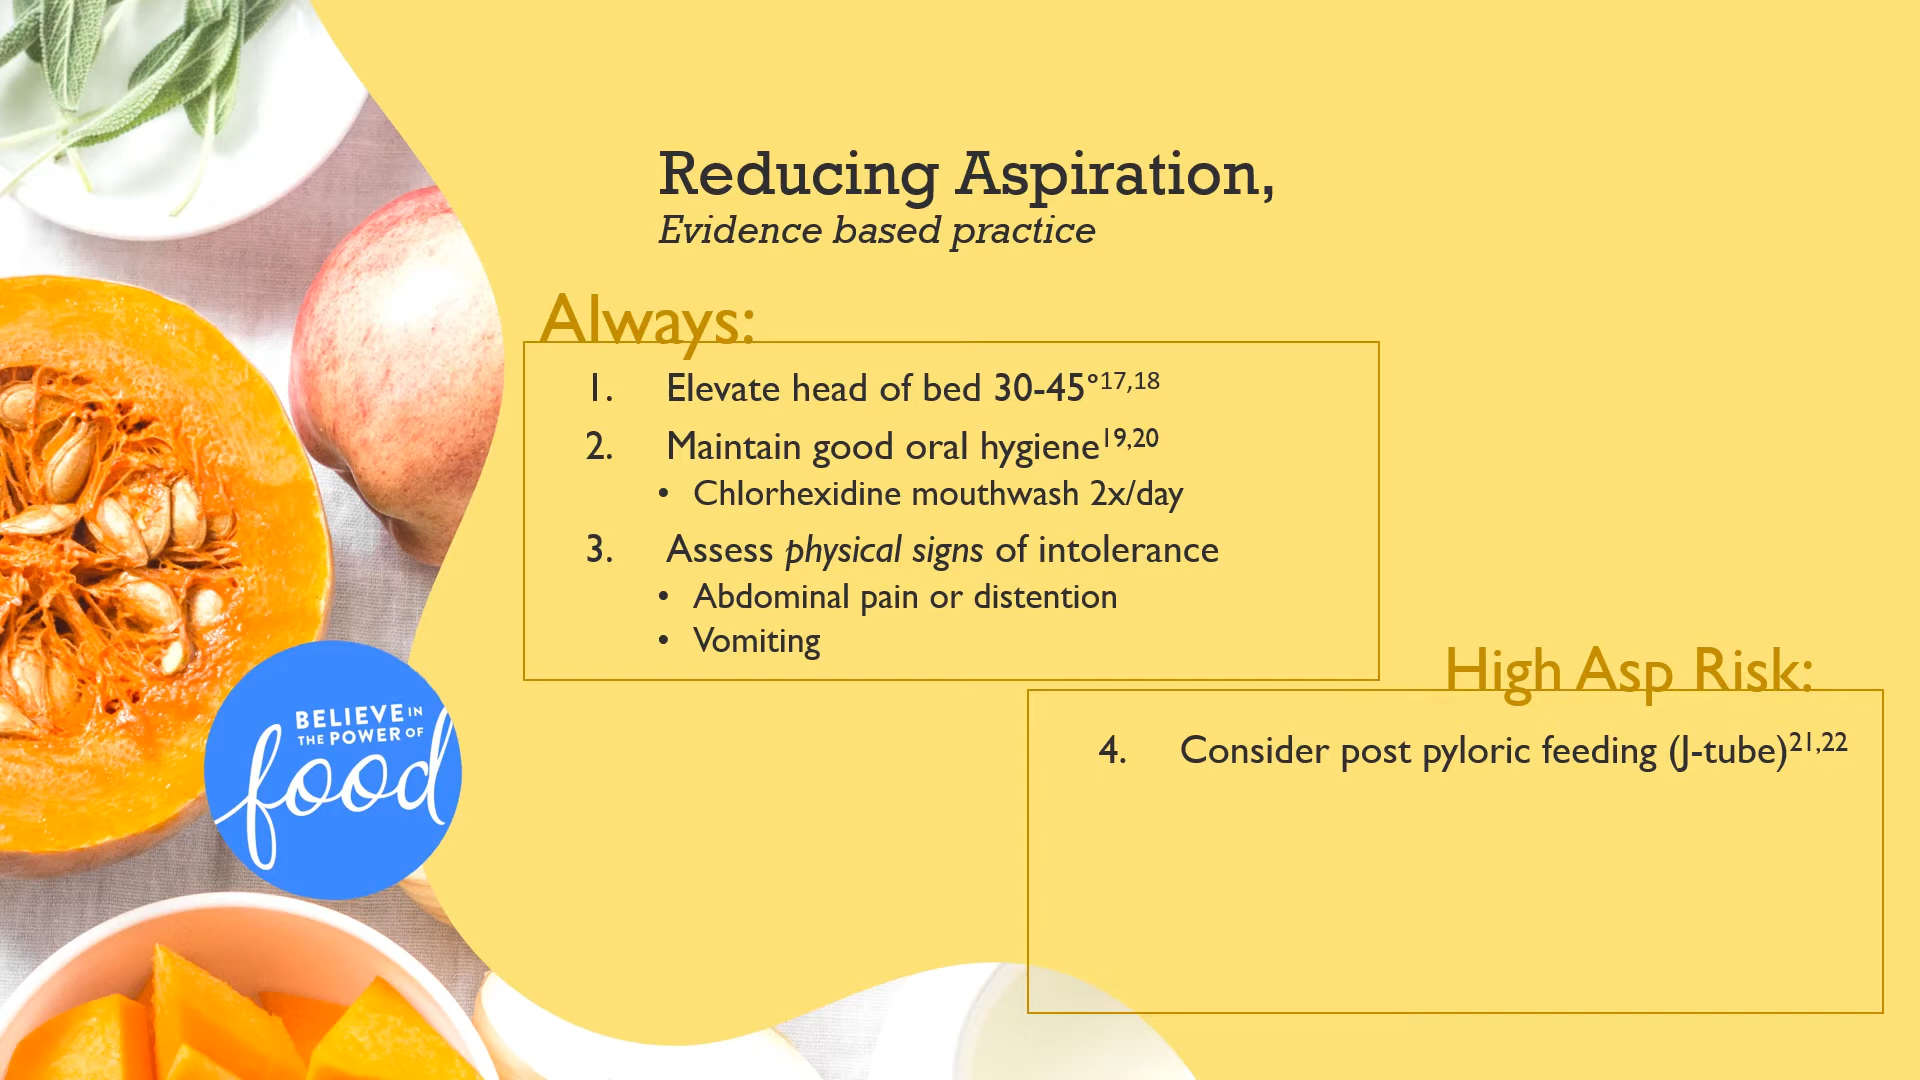 Reducing Aspiration,
Evidence based practice
Always:
1. Elevate head of bed 30-45°17,18
2. Maintain good oral hygiene19,20
• Chlorhexidine mouthwash 2x/day
3. Assess physical signs of intolerance
• Abdominal pain or distention
• Vomiting
High Asp Risk:
4. Consider post pyloric feeding (J-tube)21,22
BELIEVE IN
THE POWER OF
food